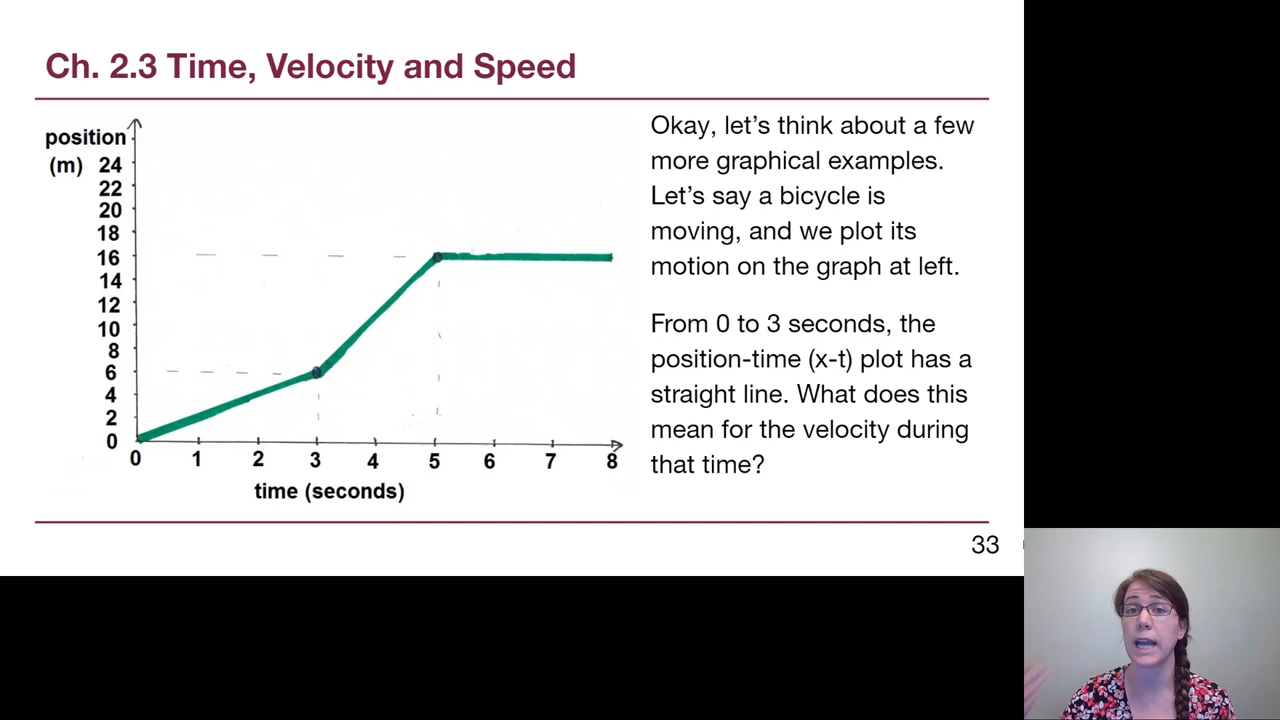 Ch. 2.3 Time, Velocity and Speed
position
(m) 24
22
20
18
16
14
12
10
8
6
4
2
0
0 1 2 3 4 5 6 7 8
time (seconds)
Okay, let’s think about a few
more graphical examples.
Let’s say a bicycle is
moving, and we plot its
motion on the graph at left.
From 0 to 3 seconds, the
position-time (x-t) plot has a
straight line. What does this
mean for the velocity during
that time?
33